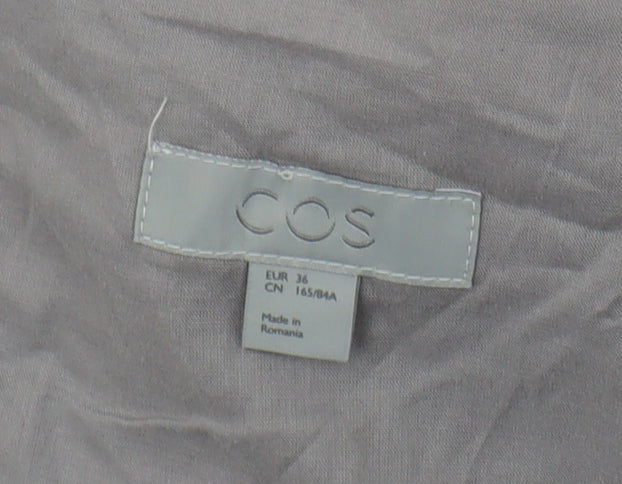 COS
EUR 36
CN 165/84A
Made in
Romania